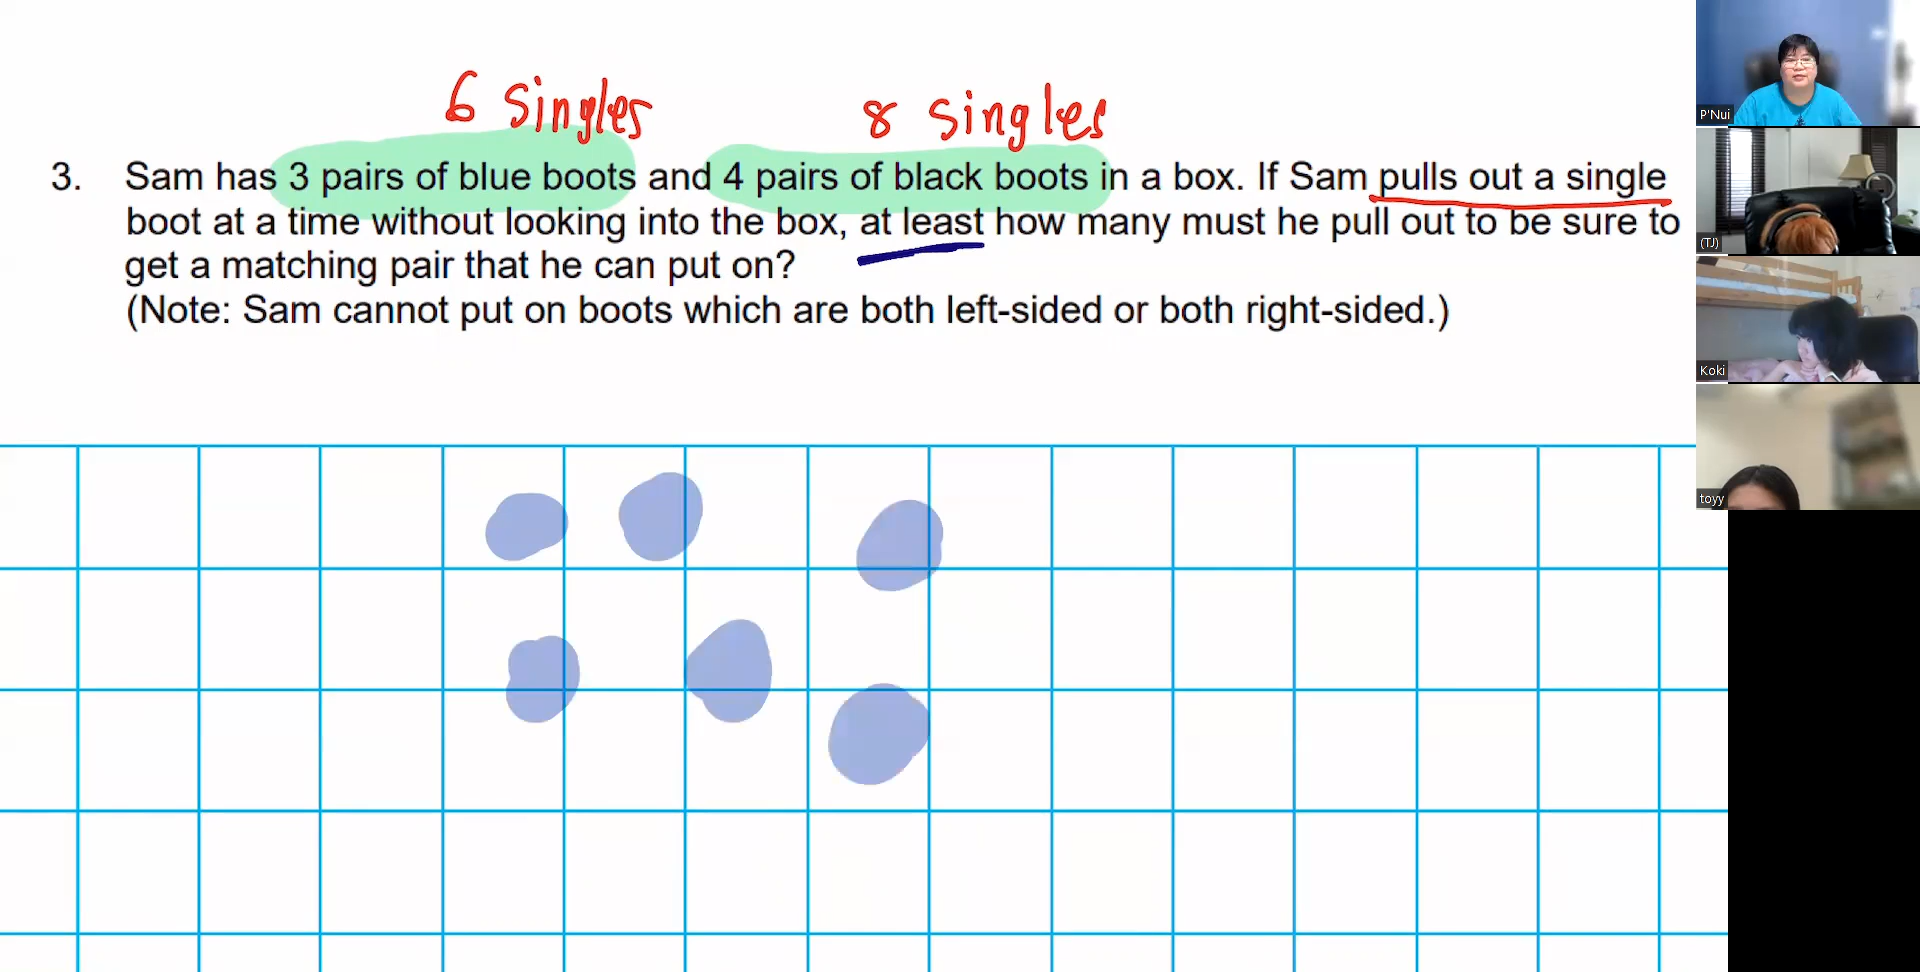 6 singles 8 singles
3. Sam has 3 pairs of blue boots and 4 pairs of black boots in a box. If Sam pulls out a single
boot at a time without looking into the box, at least how many must he pull out to be sure to
get a matching pair that he can put on?
(Note: Sam cannot put on boots which are both left-sided or both right-sided.)
P'Nui
(TJ)
Koki
toyy